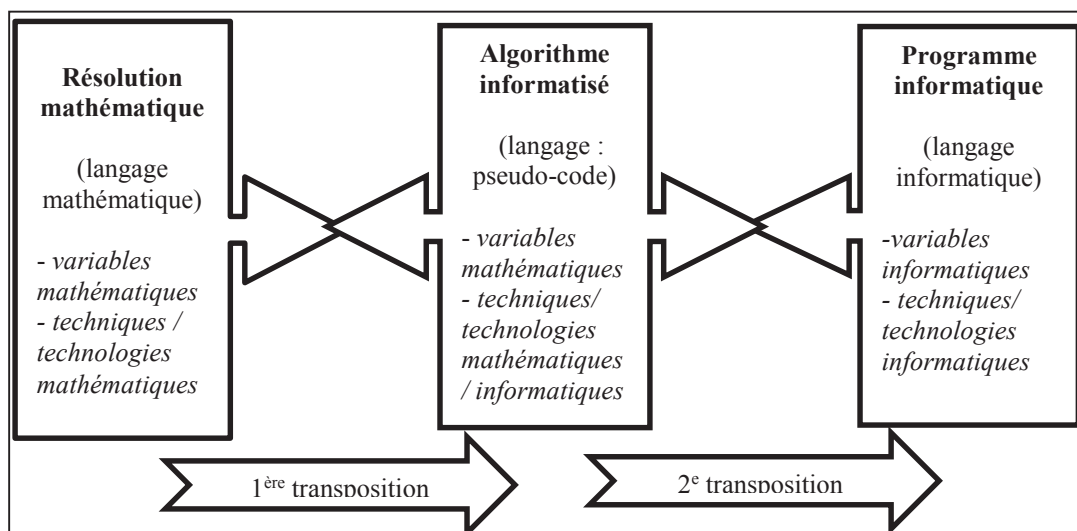 Résolution
mathématique
(langage
mathématique)
- variables
mathématiques
- techniques /
technologies
mathématiques
Algorithme
informatisé
(langage :
pseudo-code)
- variables
mathématiques
- techniques/
technologies
mathématiques
/ informatiques
Programme
informatique
(langage
informatique)
-variables
informatiques
- techniques/
technologies
informatiques
1ère transposition
2e transposition